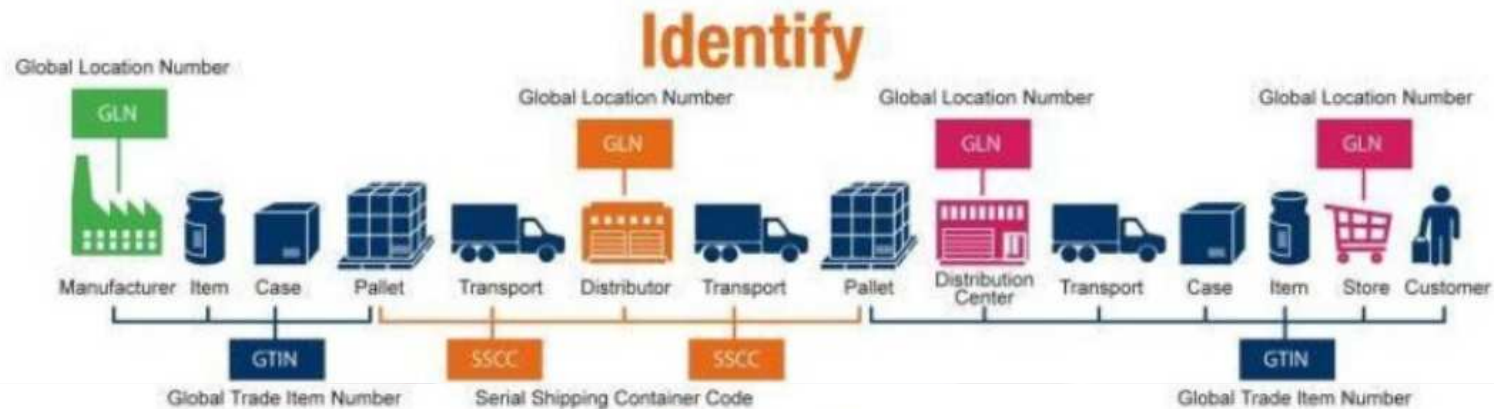 Identify
Global Location Number
Global Location Number
Global Location Number
Global Location Number
GLN
GLN
GLN
GLN
Manufacturer
Item
Case
Pallet
Transport
Distributor
Transport
Pallet
Distribution
Center
Transport
Case
Item
Store
Customer
GTIN
SSCC
SSCC
GTIN
Global Trade Item Number
Serial Shipping Container Code
Global Trade Item Number